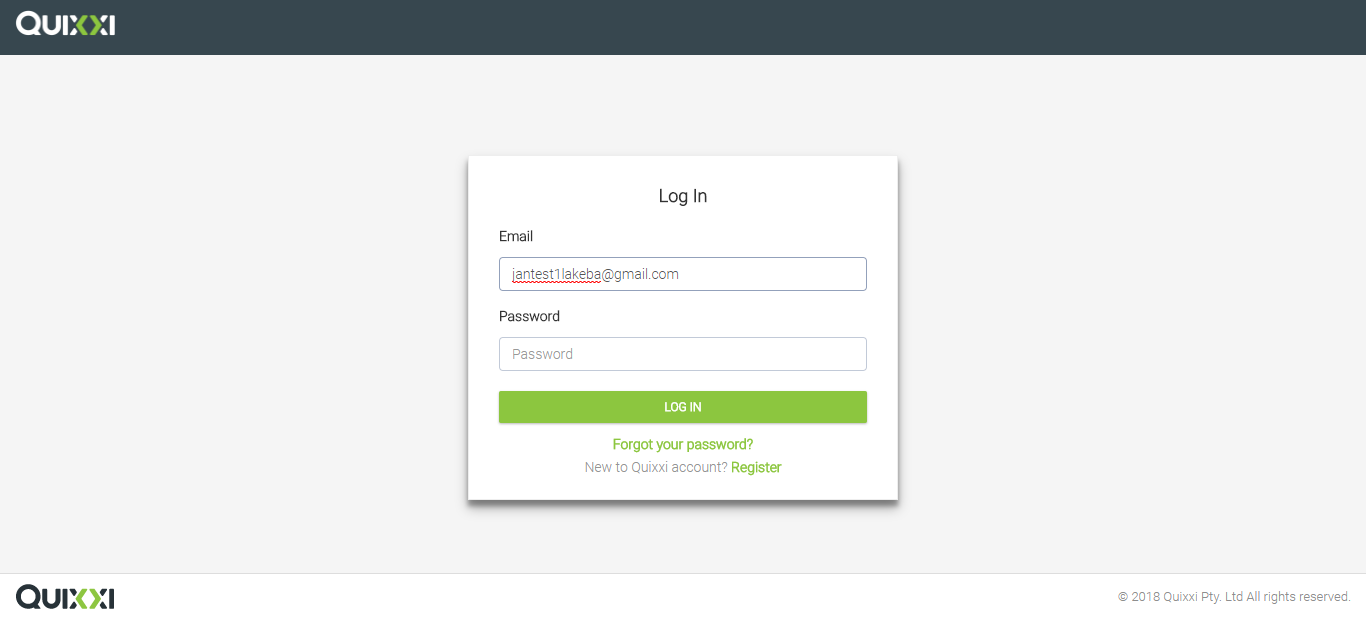 QUIXXI
Log In
Email
jantest1lakeba@gmail.com
Password
Password
LOG IN
Forgot your password?
New to Quixxi account? Register
QUIXXI
© 2018 Quixxi Pty. Ltd All rights reserved.